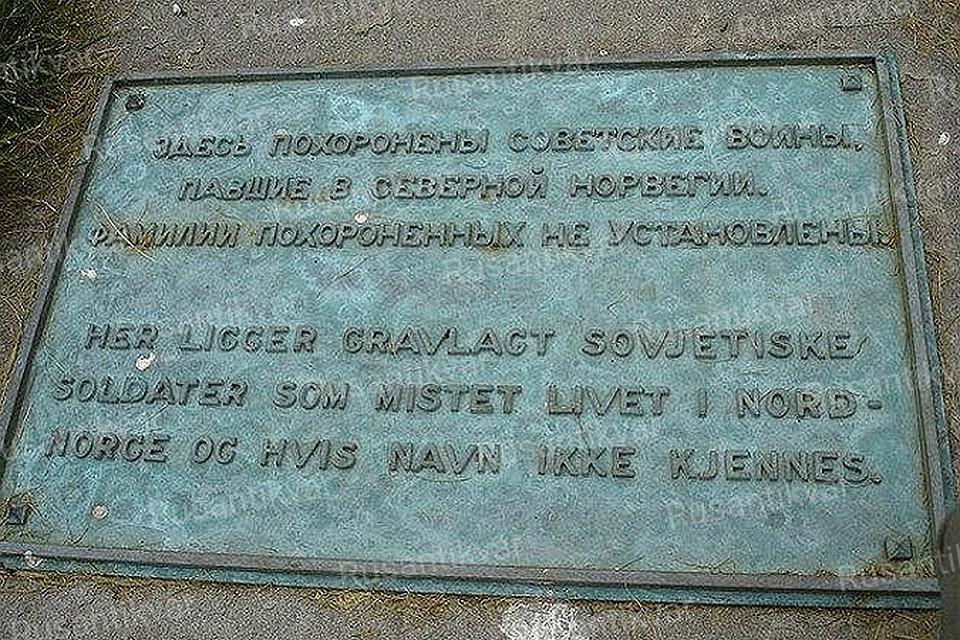 ЗДЕСЬ ПОХОРОНЕНЫ СОВЕТСКИЕ ВОИНЫ,
ПАВШИЕ В СЕВЕРНОЙ НОРВЕГИИ.
ФАМИЛИИ ПОХОРОНЕННЫХ НЕ УСТАНОВЛЕНЫ.
HER LIGGER GRAVLAGT SOVJETISKE
SOLDATER SOM MISTET LIVET I NORD-
NORGE OG HVIS NAVN IKKE KJENNES.
Rusantikvar